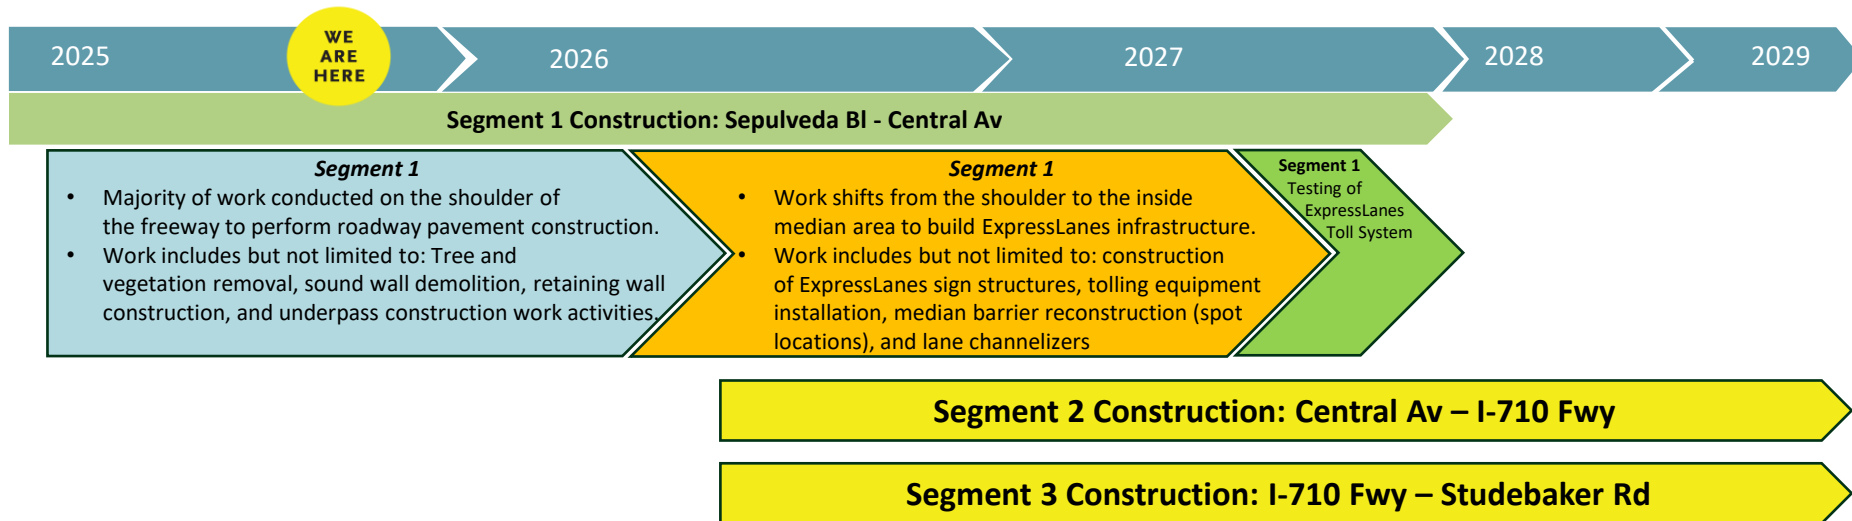 2025
WE
ARE
HERE
2026
2027
2028
2029
Segment 1 Construction: Sepulveda Bl - Central Av
Segment 1
• Majority of work conducted on the shoulder of
the freeway to perform roadway pavement construction.
• Work includes but not limited to: Tree and
vegetation removal, sound wall demolition, retaining wall
construction, and underpass construction work activities.
Segment 1
• Work shifts from the shoulder to the inside
median area to build ExpressLanes infrastructure.
• Work includes but not limited to: construction
of ExpressLanes sign structures, tolling equipment
installation, median barrier reconstruction (spot
locations), and lane channelizers
Segment 1
Testing of
ExpressLanes
Toll System
Segment 2 Construction: Central Av – I-710 Fwy
Segment 3 Construction: I-710 Fwy – Studebaker Rd